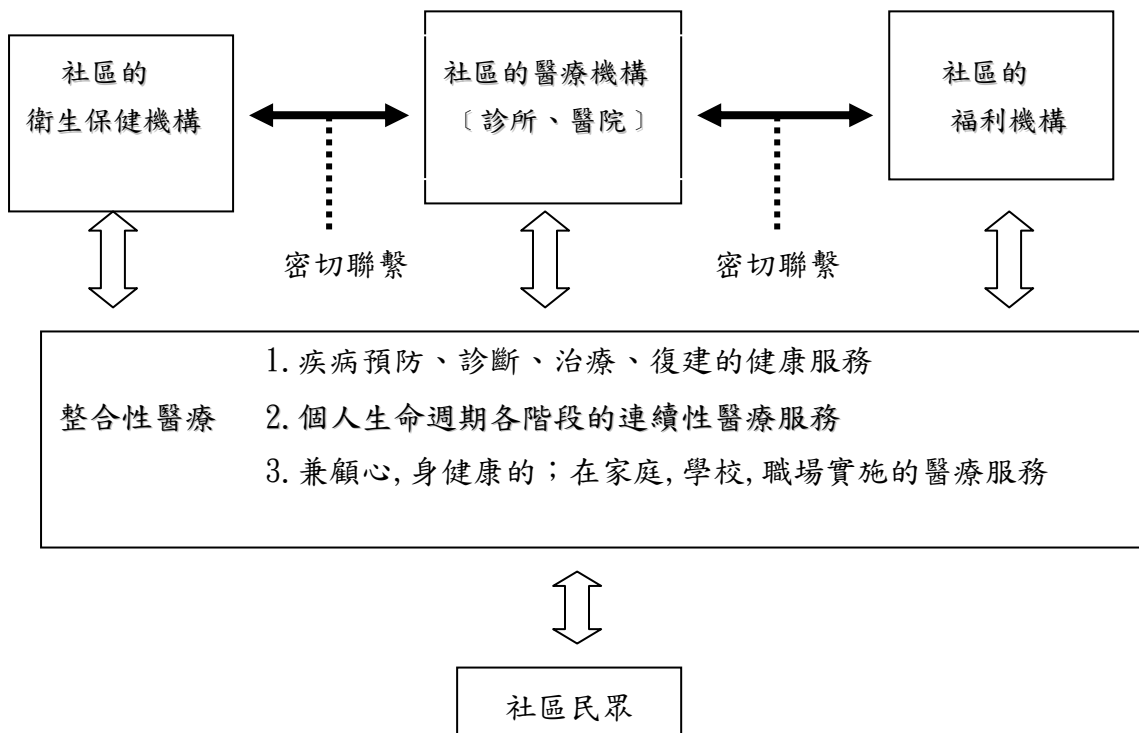 社區的
衛生保健機構
社區的醫療機構
〔診所、醫院〕
社區的
福利機構
密切聯繫
密切聯繫
整合性醫療
1.疾病預防、診斷、治療、復建的健康服務
2.個人生命週期各階段的連續性醫療服務
3.兼顧心,身健康的；在家庭,學校,職場實施的醫療服務
社區民眾